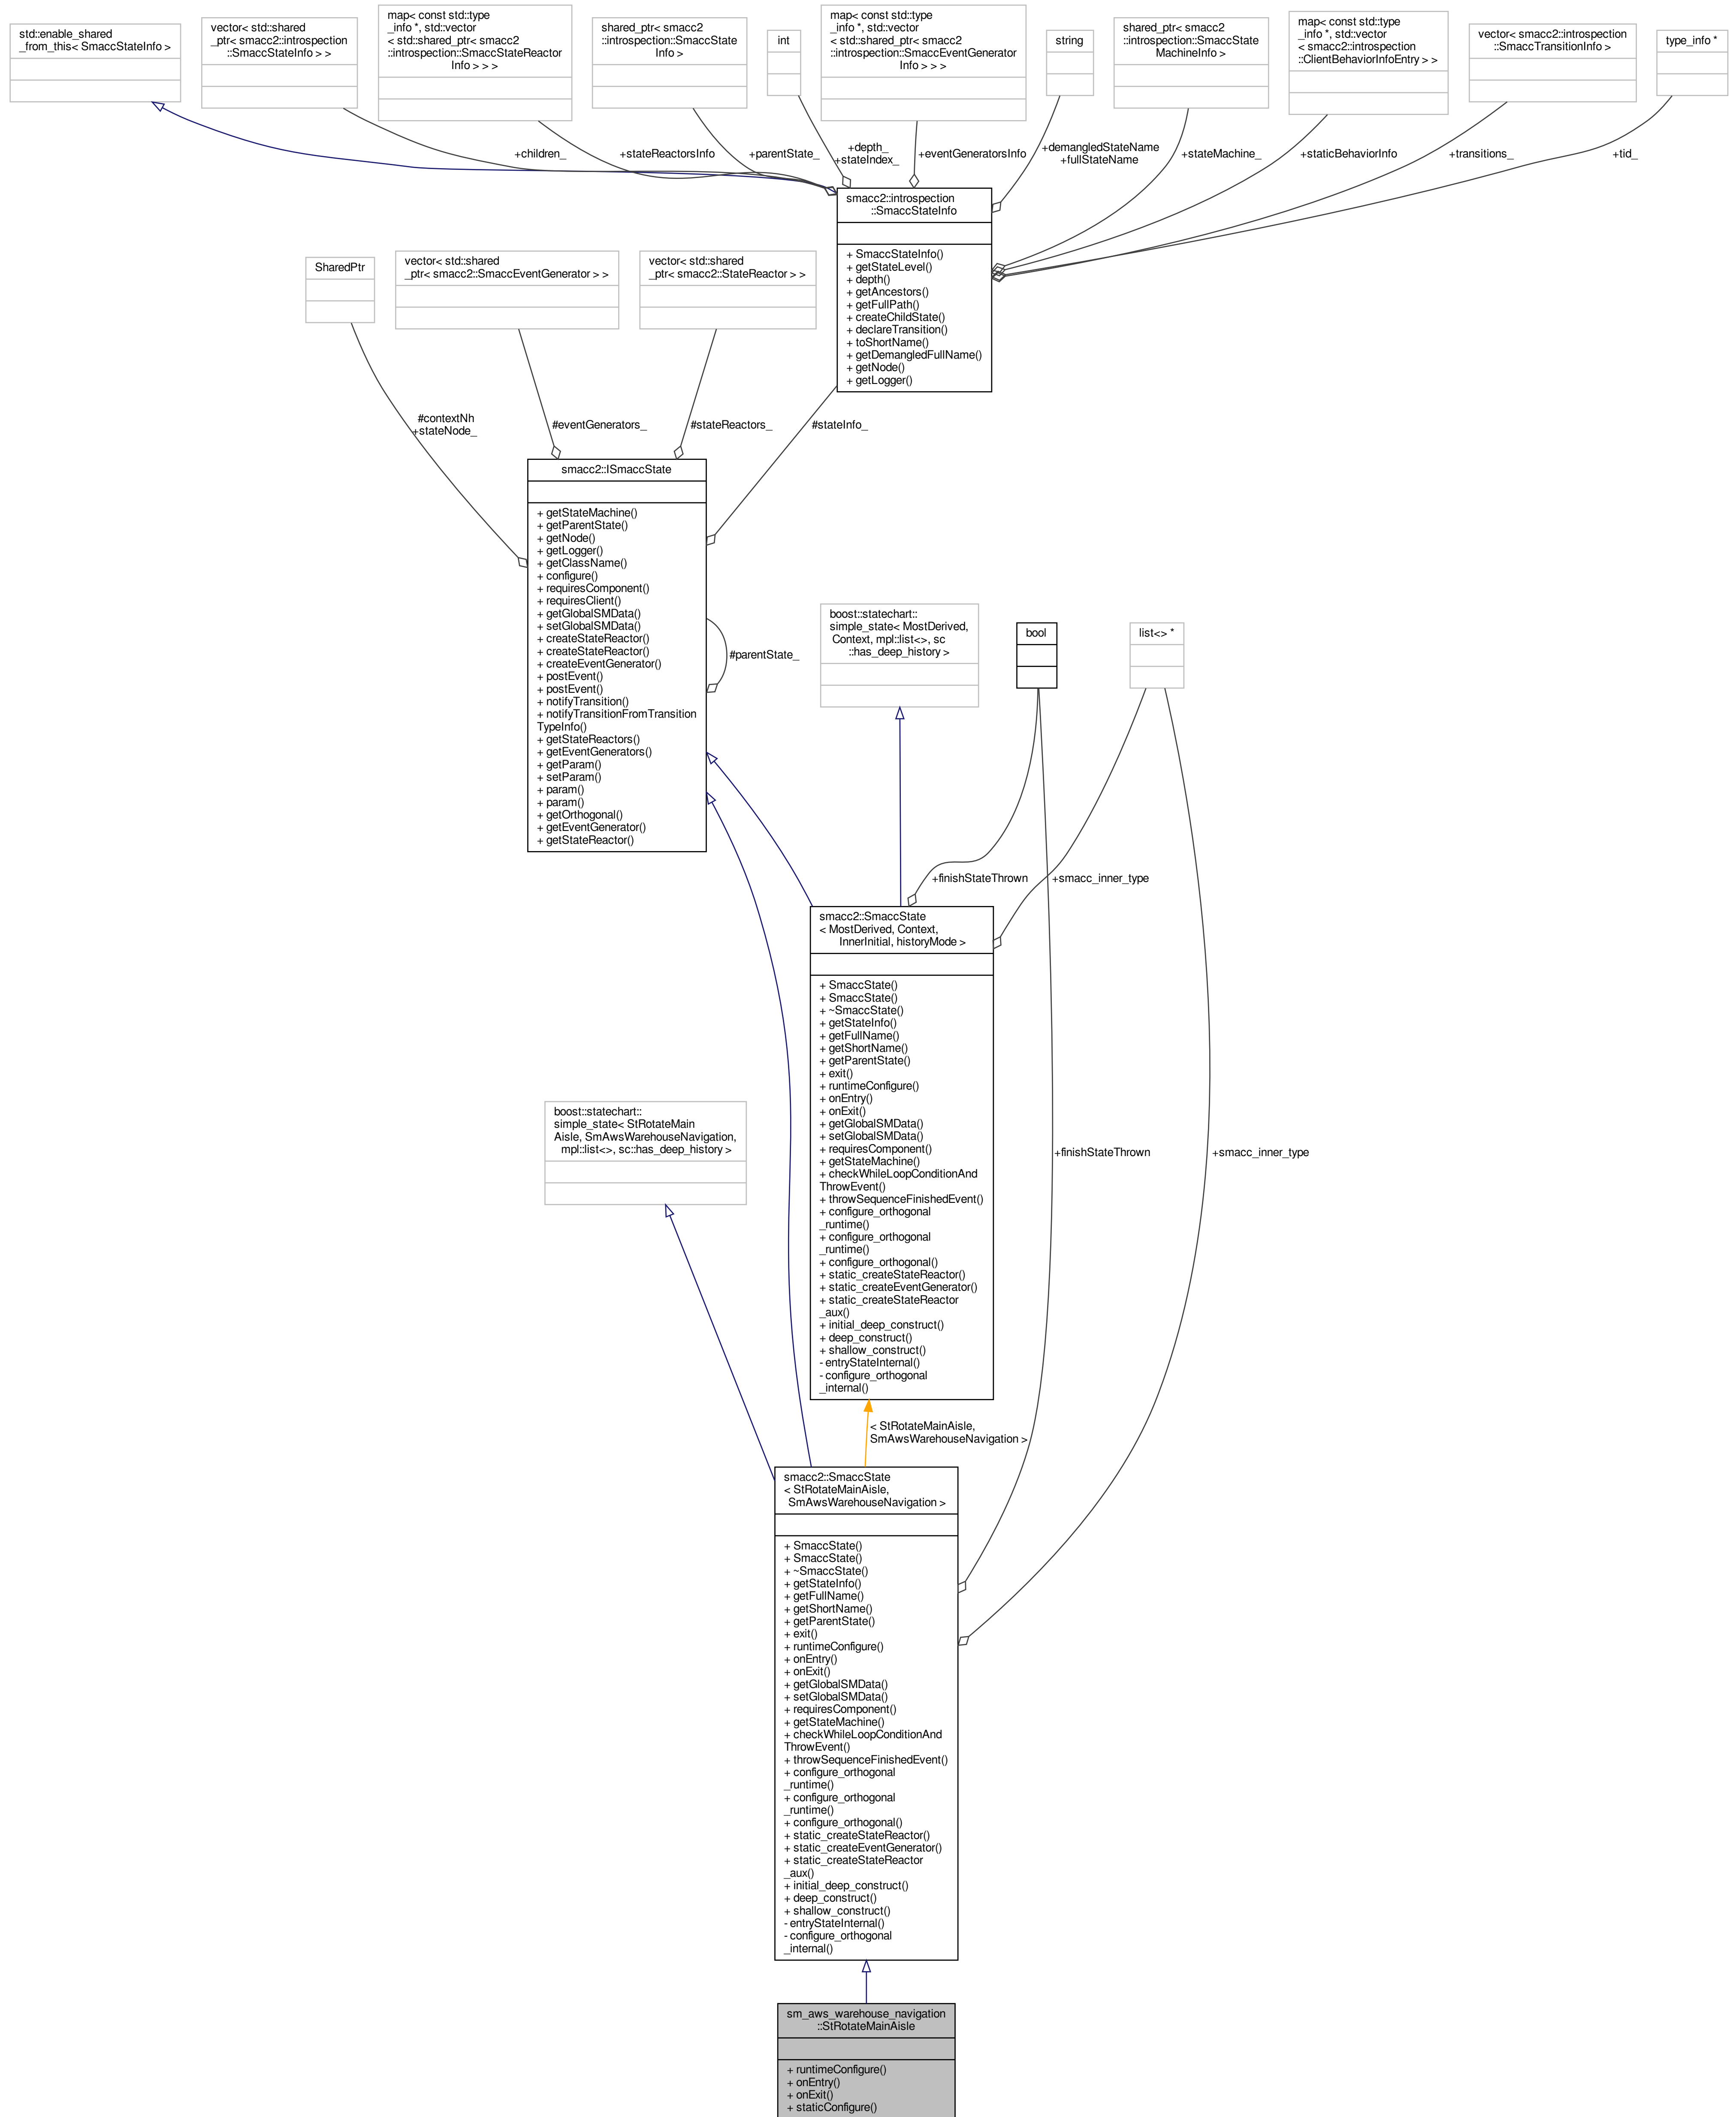 std::enable_shared
_from_this< SmaccStateInfo >
vector< std::shared
_ptr< smacc2::introspection
::SmaccStateInfo > >
map< const std::type
_info *, std::vector
< std::shared_ptr< smacc2
::introspection::SmaccStateReactor
Info > > >
shared_ptr< smacc2
::introspection::SmaccState
Info >
int
map< const std::type
_info *, std::vector
< std::shared_ptr< smacc2
::introspection::SmaccEventGenerator
Info > > >
string
shared_ptr< smacc2
::introspection::SmaccState
MachineInfo >
map< const std::type
_info *, std::vector
< smacc2::introspection
::ClientBehaviorInfoEntry > >
vector< smacc2::introspection
::SmaccTransitionInfo >
type_info *
+children_
+stateReactorsInfo
+parentState_
+depth_
+stateIndex_
+eventGeneratorsInfo
+demangledStateName
+fullStateName
+stateMachine_
+staticBehaviorInfo
+transitions_
+tid_
smacc2::introspection
::SmaccStateInfo
+ SmaccStateInfo()
+ getStateLevel()
+ depth()
+ getAncestors()
+ getFullPath()
+ createChildState()
+ declareTransition()
+ toShortName()
+ getDemangledFullName()
+ getNode()
+ getLogger()
SharedPtr
vector< std::shared
_ptr< smacc2::SmaccEventGenerator > >
vector< std::shared
_ptr< smacc2::StateReactor > >
#contextNh
+stateNode_
#eventGenerators_
#stateReactors_
#stateInfo_
smacc2::ISmaccState
+ getStateMachine()
+ getParentState()
+ getNode()
+ getLogger()
+ getClassName()
+ configure()
+ requiresComponent()
+ requiresClient()
+ getGlobalSMData()
+ setGlobalSMData()
+ createStateReactor()
+ createStateReactor()
+ createEventGenerator()
+ postEvent()
+ postEvent()
+ notifyTransition()
+ notifyTransitionFromTransition
TypeInfo()
+ getStateReactors()
+ getEventGenerators()
+ getParam()
+ setParam()
+ param()
+ param()
+ getOrthogonal()
+ getEventGenerator()
+ getStateReactor()
#parentState_
boost::statechart::
simple_state< MostDerived,
Context, mpl::list<>, sc
::has_deep_history >
bool
list<> *
+finishStateThrown
+smacc_inner_type
smacc2::SmaccState
< MostDerived, Context,
InnerInitial, historyMode >
+ SmaccState()
+ SmaccState()
+ ~SmaccState()
+ getStateInfo()
+ getFullName()
+ getShortName()
+ getParentState()
+ exit()
+ runtimeConfigure()
+ onEntry()
+ onExit()
+ getGlobalSMData()
+ setGlobalSMData()
+ requiresComponent()
+ getStateMachine()
+ checkWhileLoopConditionAnd
ThrowEvent()
+ throwSequenceFinishedEvent()
+ configure_orthogonal
_runtime()
+ configure_orthogonal
_runtime()
+ configure_orthogonal()
+ static_createStateReactor()
+ static_createEventGenerator()
+ static_createStateReactor
_aux()
+ initial_deep_construct()
+ deep_construct()
+ shallow_construct()
- entryStateInternal()
- configure_orthogonal
_internal()
boost::statechart::
simple_state< StRotateMain
Aisle, SmAwsWarehouseNavigation,
mpl::list<>, sc::has_deep_history >
+finishStateThrown
+smacc_inner_type
< StRotateMainAisle,
SmAwsWarehouseNavigation >
smacc2::SmaccState
< StRotateMainAisle,
SmAwsWarehouseNavigation >
+ SmaccState()
+ SmaccState()
+ ~SmaccState()
+ getStateInfo()
+ getFullName()
+ getShortName()
+ getParentState()
+ exit()
+ runtimeConfigure()
+ onEntry()
+ onExit()
+ getGlobalSMData()
+ setGlobalSMData()
+ requiresComponent()
+ getStateMachine()
+ checkWhileLoopConditionAnd
ThrowEvent()
+ throwSequenceFinishedEvent()
+ configure_orthogonal
_runtime()
+ configure_orthogonal
_runtime()
+ configure_orthogonal()
+ static_createStateReactor()
+ static_createEventGenerator()
+ static_createStateReactor
_aux()
+ initial_deep_construct()
+ deep_construct()
+ shallow_construct()
- entryStateInternal()
- configure_orthogonal
_internal()
sm_aws_warehouse_navigation
::StRotateMainAisle
+ runtimeConfigure()
+ onEntry()
+ onExit()
+ staticConfigure()